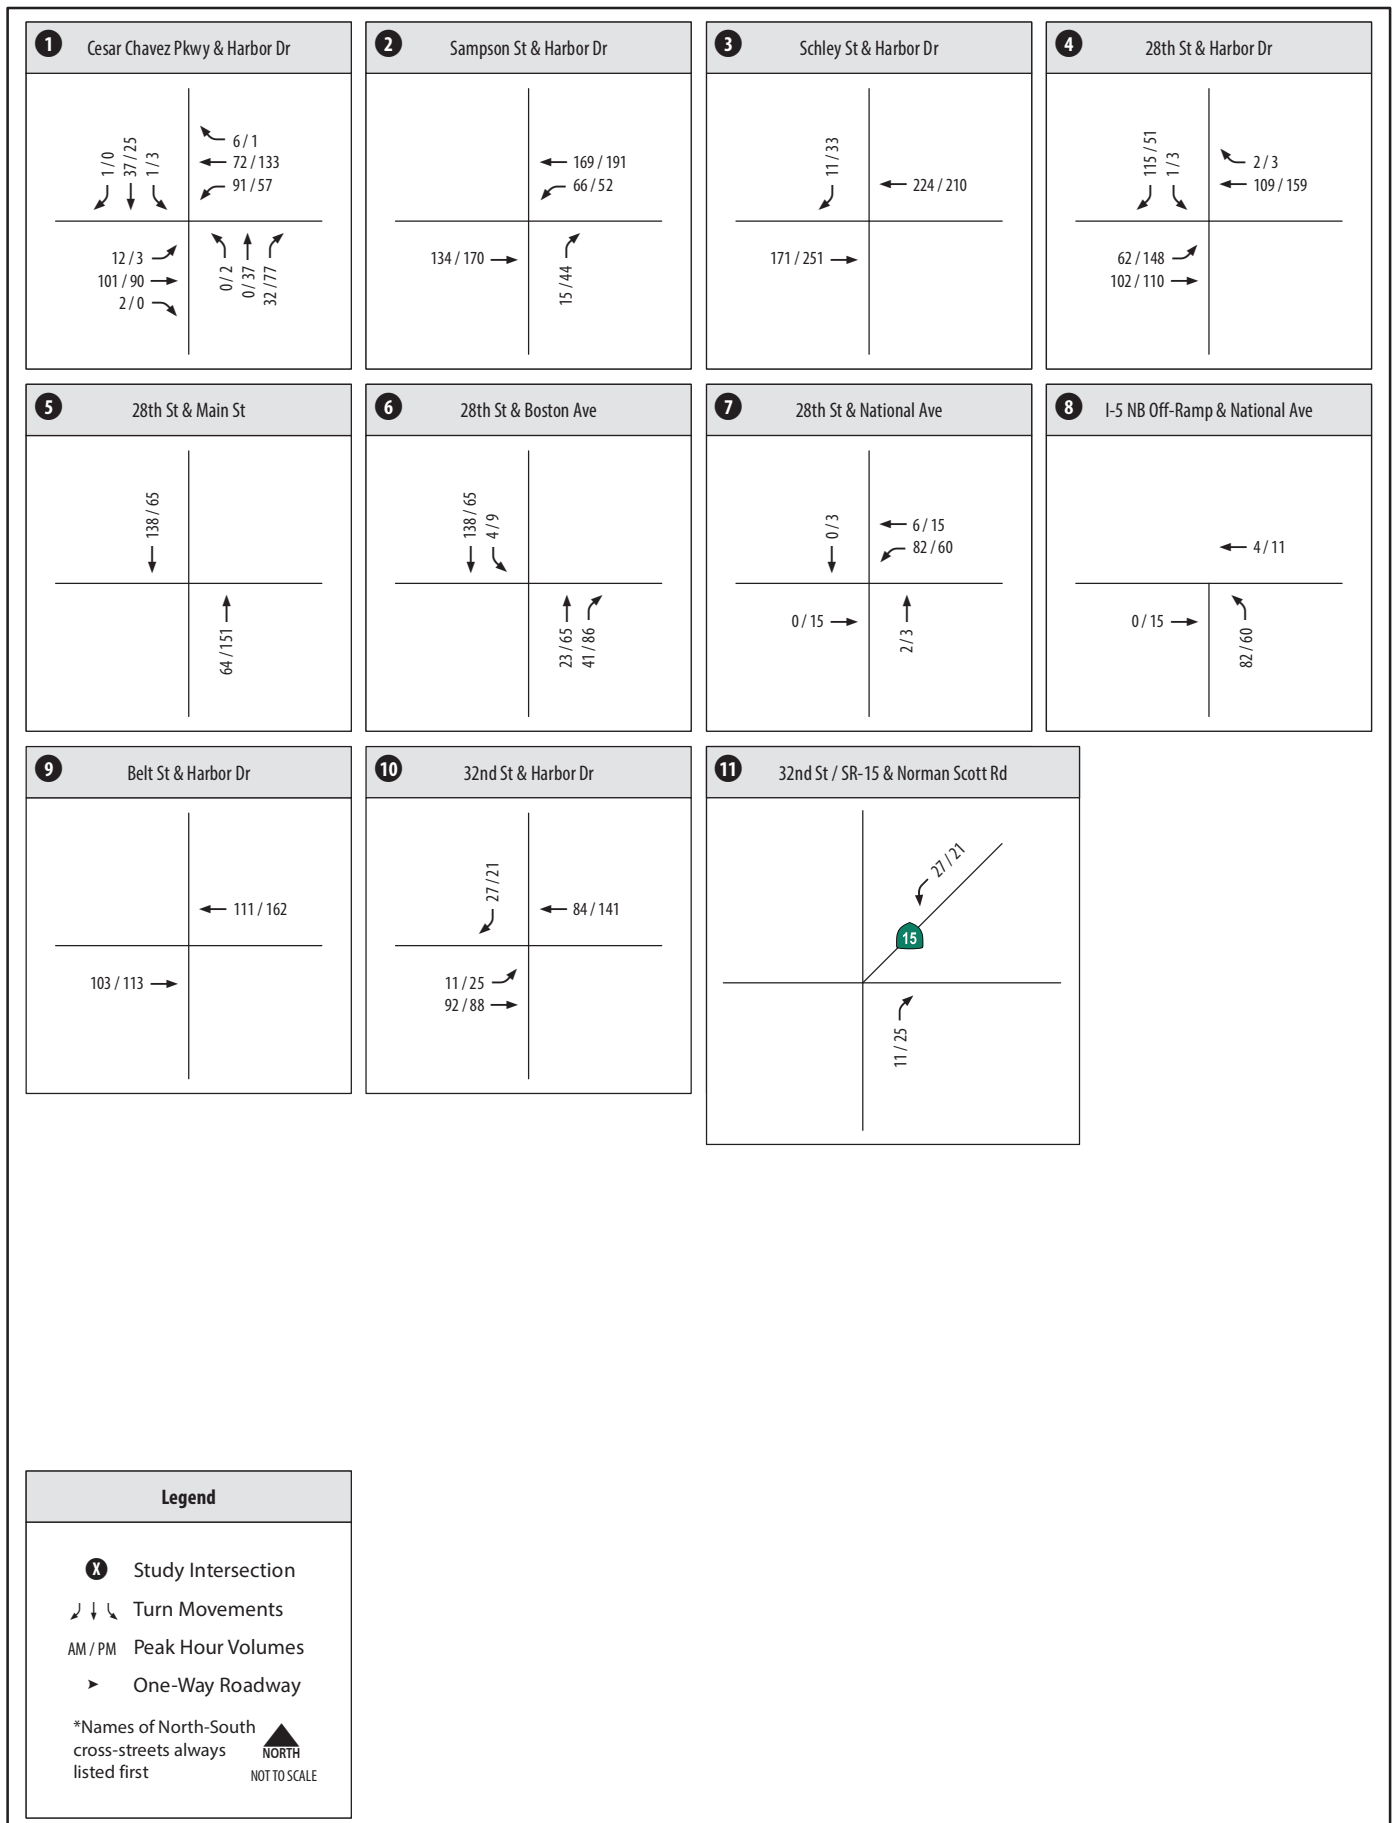 1 Cesar Chavez Pkwy & Harbor Dr
1 / 0
37 / 25
1 / 3
6 / 1
72 / 133
91 / 57
12 / 3
101 / 90
2 / 0
0 / 2
0 / 37
32 / 77
2 Sampson St & Harbor Dr
169 / 191
66 / 52
134 / 170
15 / 44
3 Schley St & Harbor Dr
11 / 33
224 / 210
171 / 251
4 28th St & Harbor Dr
115 / 51
1 / 3
2 / 3
109 / 159
62 / 148
102 / 110
5 28th St & Main St
138 / 65
64 / 151
6 28th St & Boston Ave
138 / 65
4 / 9
23 / 65
41 / 86
7 28th St & National Ave
0 / 3
6 / 15
82 / 60
0 / 15
2 / 3
8 I-5 NB Off-Ramp & National Ave
4 / 11
0 / 15
82 / 60
9 Belt St & Harbor Dr
111 / 162
103 / 113
10 32nd St & Harbor Dr
27 / 21
84 / 141
11 / 25
92 / 88
11 32nd St / SR-15 & Norman Scott Rd
27 / 21
15
11 / 25
Legend
X Study Intersection
Turn Movements
AM / PM Peak Hour Volumes
One-Way Roadway
*Names of North-South
cross-streets always
listed first
NORTH
NOT TO SCALE